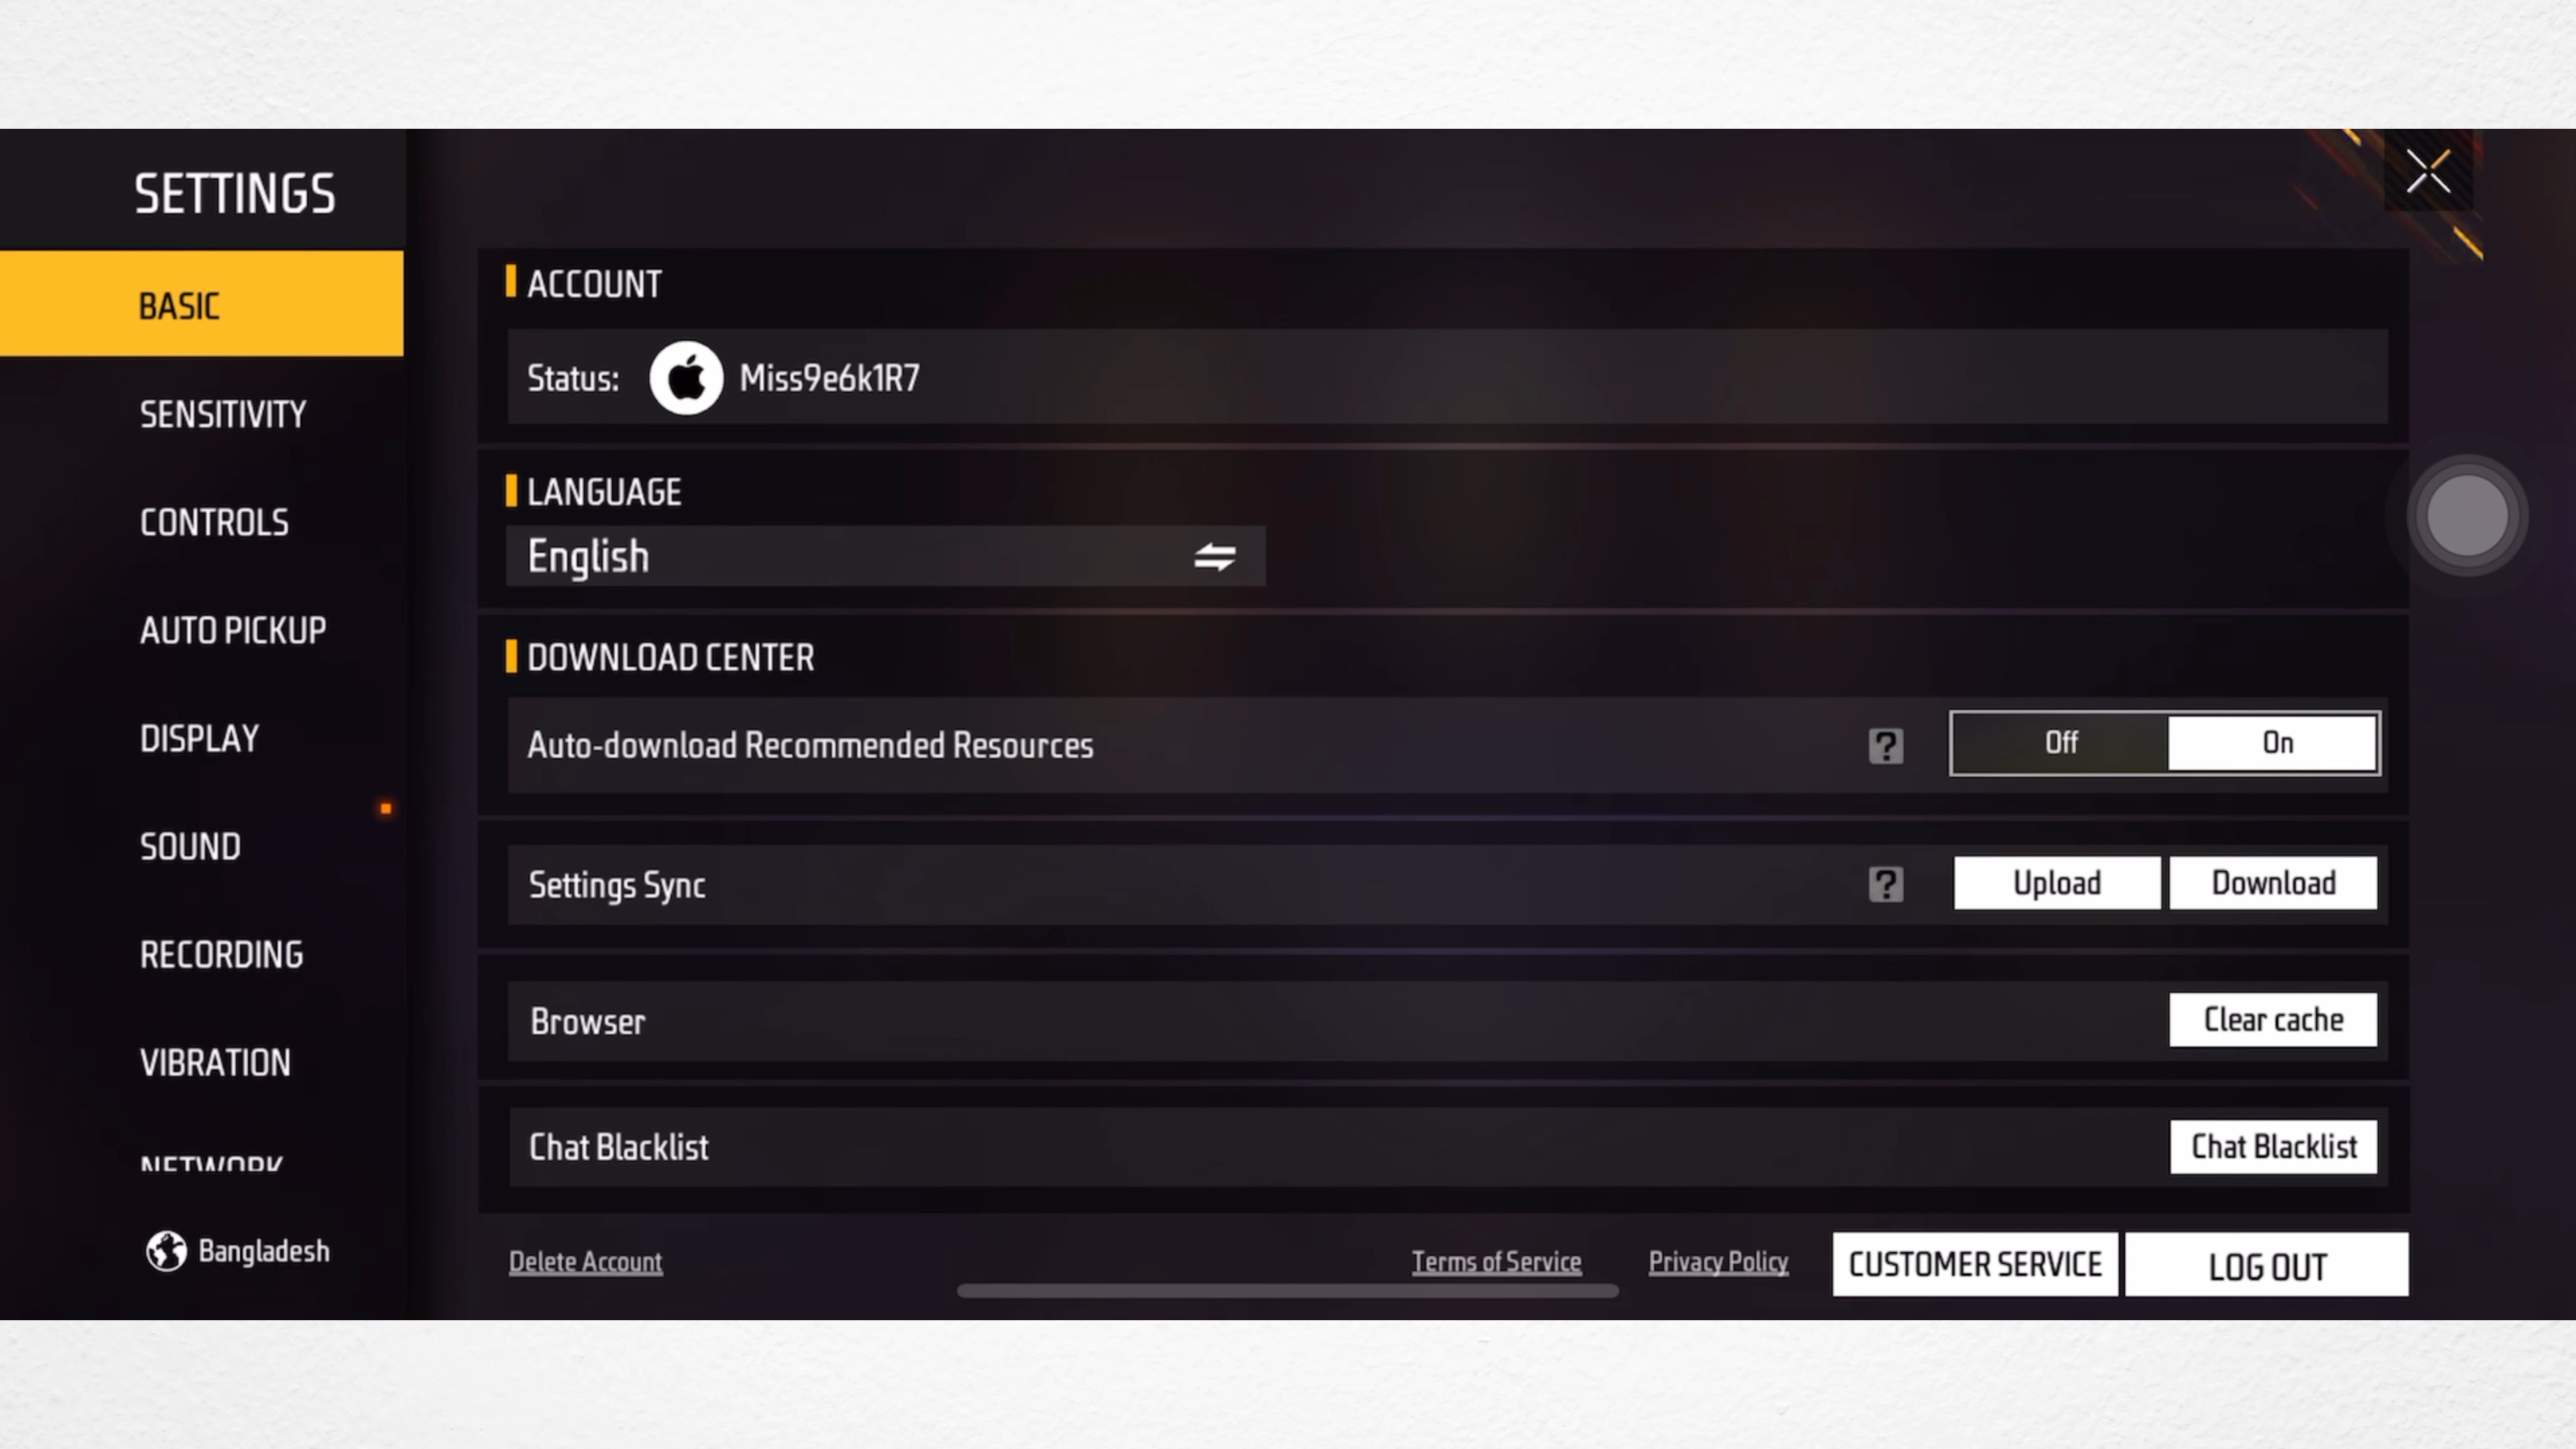 SETTINGS
BASIC
SENSITIVITY
CONTROLS
AUTO PICKUP
DISPLAY
SOUND
RECORDING
VIBRATION
NETWORK
Bangladesh
ACCOUNT
Status: Miss9e6k1R7
LANGUAGE
English
DOWNLOAD CENTER
Auto-download Recommended Resources ? Off On
Settings Sync ? Upload Download
Browser Clear cache
Chat Blacklist Chat Blacklist
Delete Account Terms of Service Privacy Policy CUSTOMER SERVICE LOG OUT